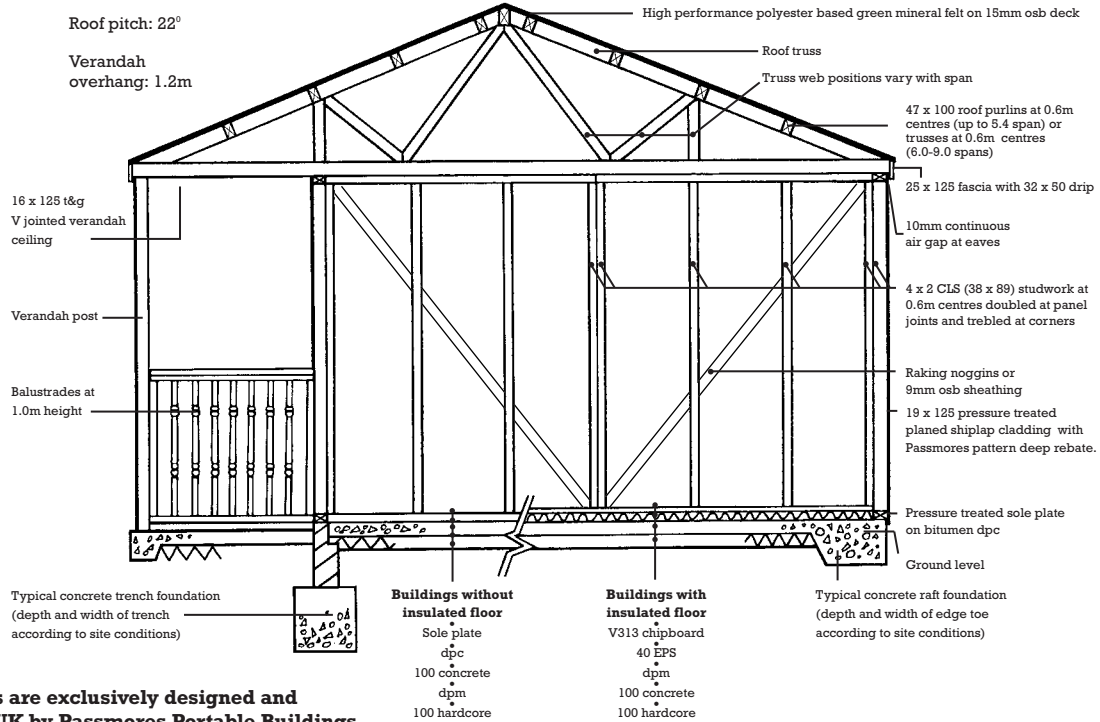 Roof pitch: 22⁰
Verandah
overhang: 1.2m
High performance polyester based green mineral felt on 15mm osb deck
Roof truss
Truss web positions vary with span
47 x 100 roof purlins at 0.6m
centres (up to 5.4 span) or
trusses at 0.6m centres
(6.0-9.0 spans)
25 x 125 fascia with 32 x 50 drip
10mm continuous
air gap at eaves
4 x 2 CLS (38 x 89) studwork at
0.6m centres doubled at panel
joints and trebled at corners
Raking noggins or
9mm osb sheathing
19 x 125 pressure treated
planed shiplap cladding with
Passmores pattern deep rebate.
Pressure treated sole plate
on bitumen dpc
Ground level
16 x 125 t&g
V jointed verandah
ceiling
Verandah post
Balustrades at
1.0m height
Typical concrete trench foundation
(depth and width of trench
according to site conditions)
Buildings without
insulated floor
Sole plate
dpc
100 concrete
dpm
100 hardcore
Buildings with
insulated floor
V313 chipboard
40 EPS
dpm
100 concrete
100 hardcore
Typical concrete raft foundation
(depth and width of edge toe
according to site conditions)
s are exclusively designed and
UK by Passmores Portable Buildings